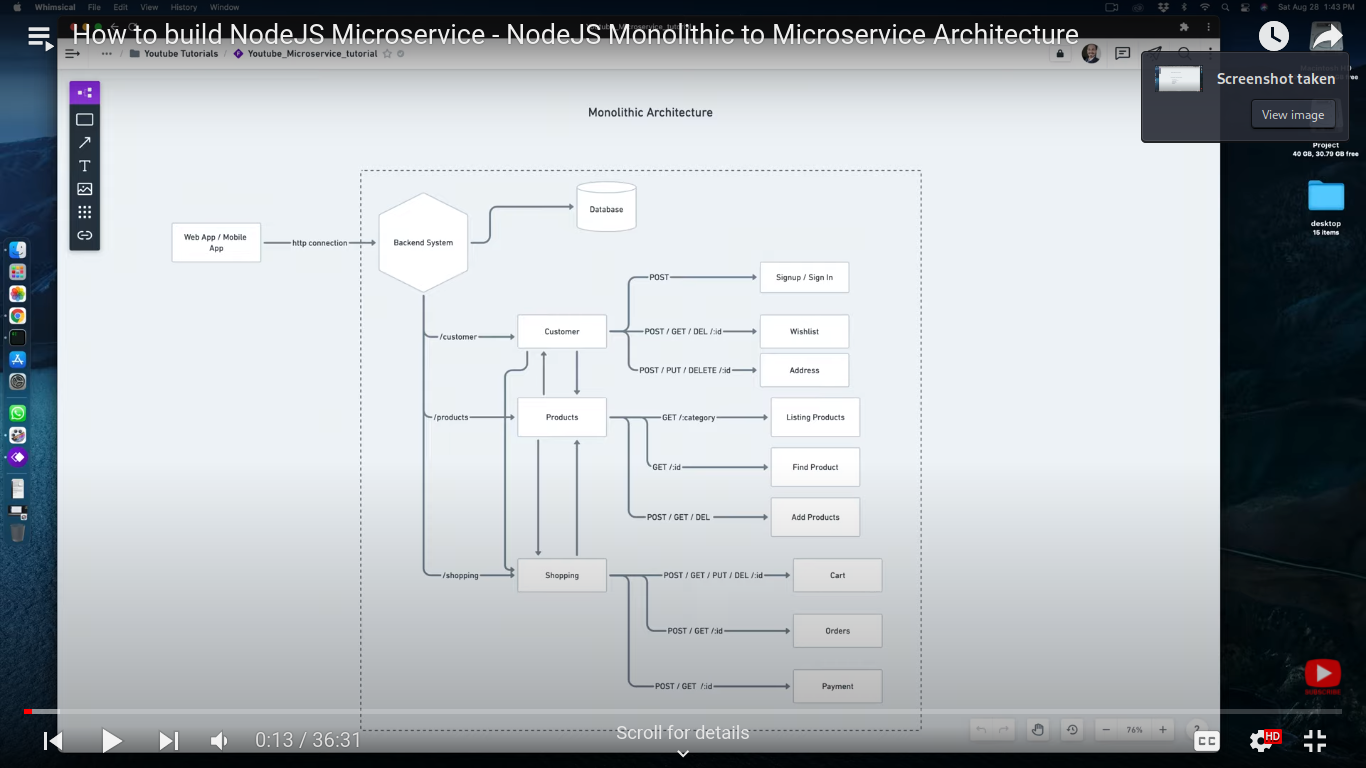 Whimsical File Edit View History Window
Sat Aug 28 1:43 PM
How to build NodeJS Microservice - NodeJS Monolithic to Microservice Architecture
Youtube Tutorials / Youtube_Microservice_tutorial
Screenshot taken
View image
Monolithic Architecture
Project
40 GB, 30.79 GB free
desktop
15 items
Database
Web App / Mobile
App
http connection
Backend System
POST
Signup / Sign In
/customer
Customer
POST / GET / DEL /:id
Wishlist
POST / PUT / DELETE /:id
Address
/products
Products
GET /:category
Listing Products
GET /:id
Find Product
POST / GET / DEL
Add Products
/shopping
Shopping
POST / GET / PUT / DEL /:id
Cart
POST / GET /:id
Orders
POST / GET /:id
Payment
SUBSCRIBE
76%
?
0:13 / 36:31
Scroll for details
CC
HD